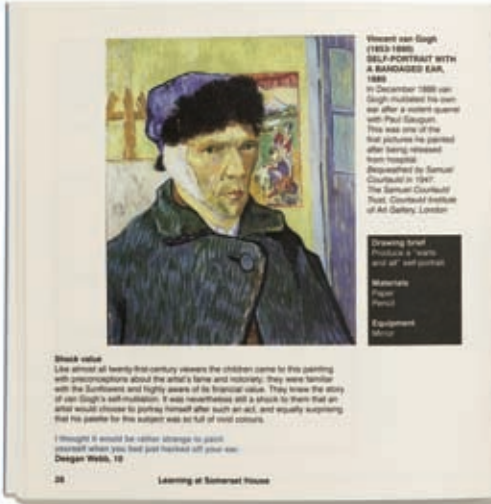 Vincent van Gogh
(1853-1890)
SELF-PORTRAIT WITH
A BANDAGED EAR,
1889
In December 1888 van
Gogh mutilated his own
ear after a violent quarrel
with Paul Gauguin.
This was one of the
first pictures he painted
after being released
from hospital.
Bequeathed by Samuel
Courtauld in 1947.
The Samuel Courtauld
Trust, Courtauld Institute
of Art Gallery, London
Drawing brief
Produce a "warts
and all" self-portrait.
Materials
Paper
Pencil
Equipment
Mirror
Shock value
Like almost all twenty-first-century viewers the children came to this painting
with preconceptions about the artist's fame and notoriety; they were familiar
with the Sunflowers and highly aware of its financial value. They knew the story
of van Gogh's self-mutilation. It was nevertheless still a shock to them that an
artist would choose to portray himself after such an act, and equally surprising
that his palette for this subject was so full of vivid colours.
I thought it would be rather strange to paint
yourself when you had just hacked off your ear.
Deegan Webb, 10
28 Learning at Somerset House